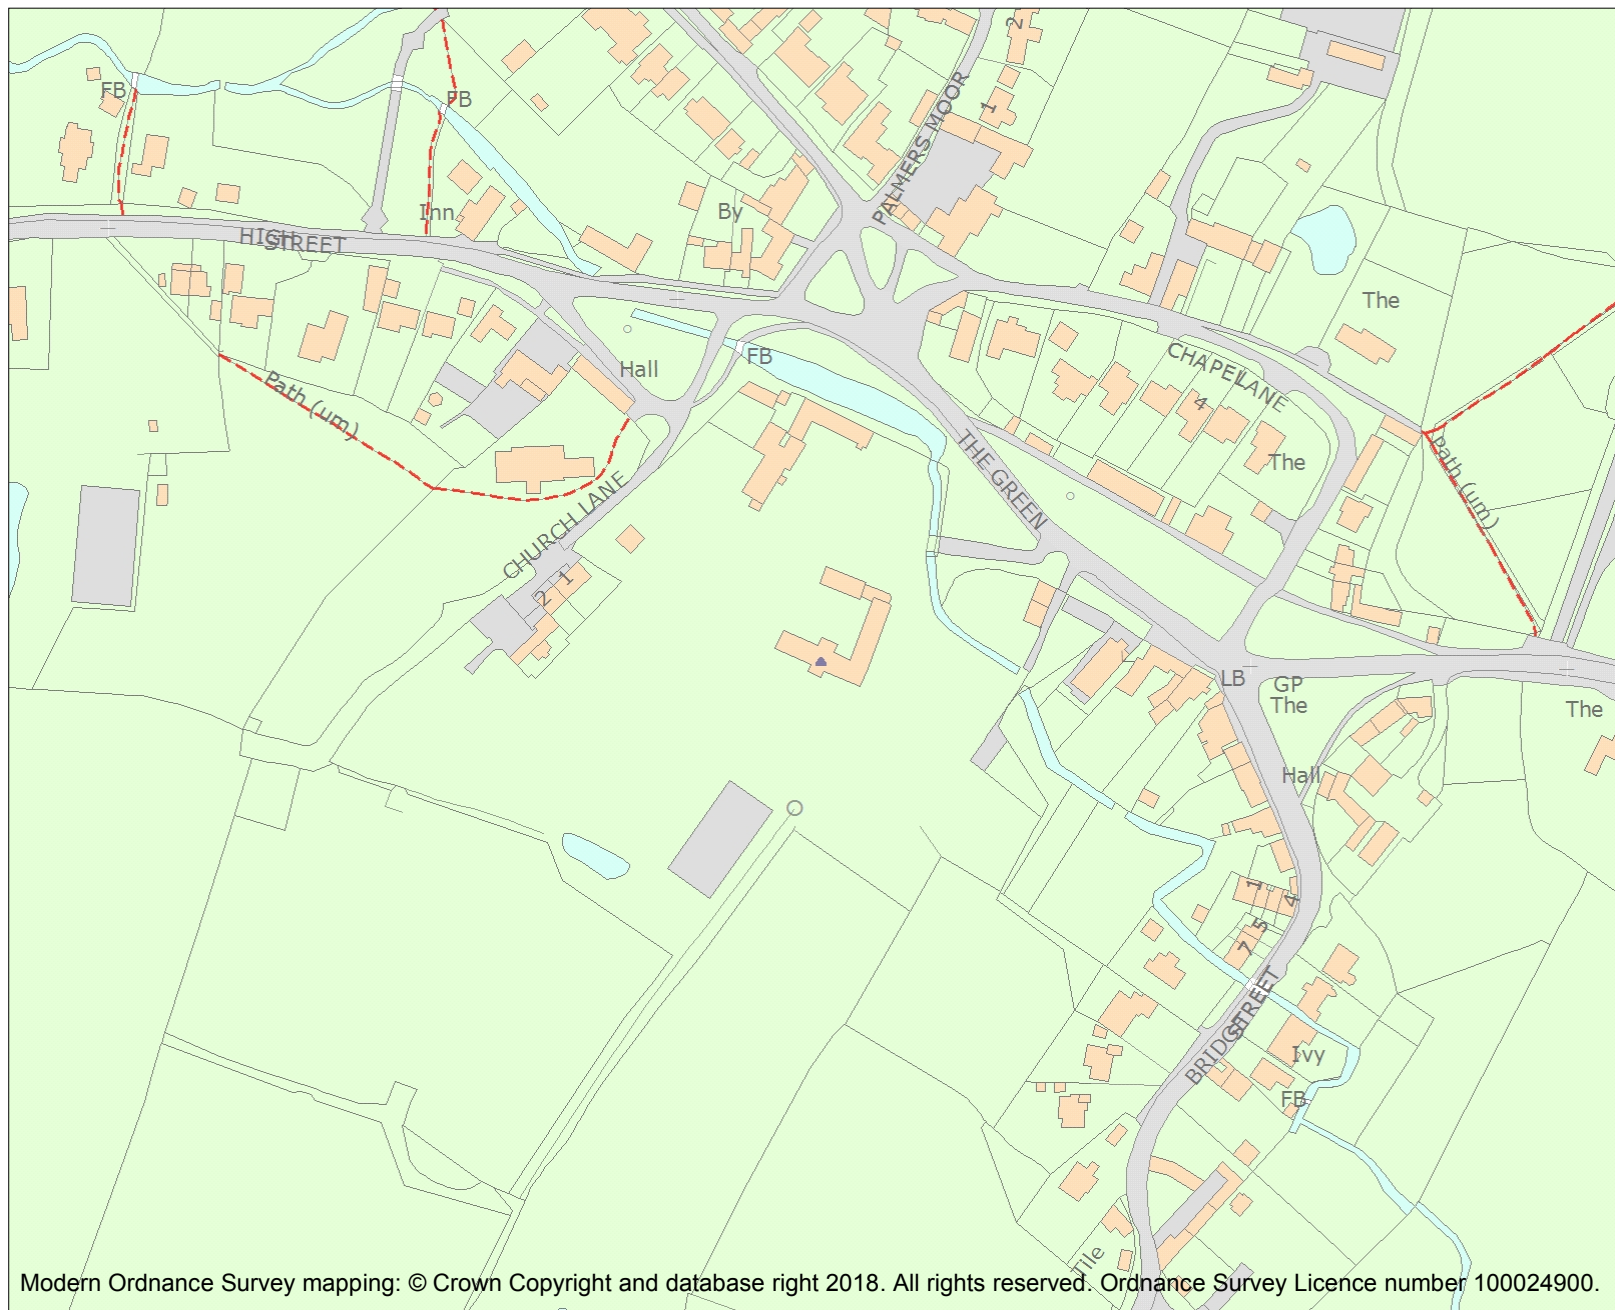 2
PALMERS MOOR
1
FB
FB
Inn
By
HIGH
STREET
The
FB
Hall
CHAPELANE
Path (um)
4
The
Path (um)
THE GREEN
CHURCH LANE
1
2
LB
GP
The
The
Hall
1
4
5
7
BRIDGE
STREET
Ivy
FB
Tile
Modern Ordnance Survey mapping: © Crown Copyright and database right 2018. All rights reserved. Ordnance Survey Licence number 100024900.